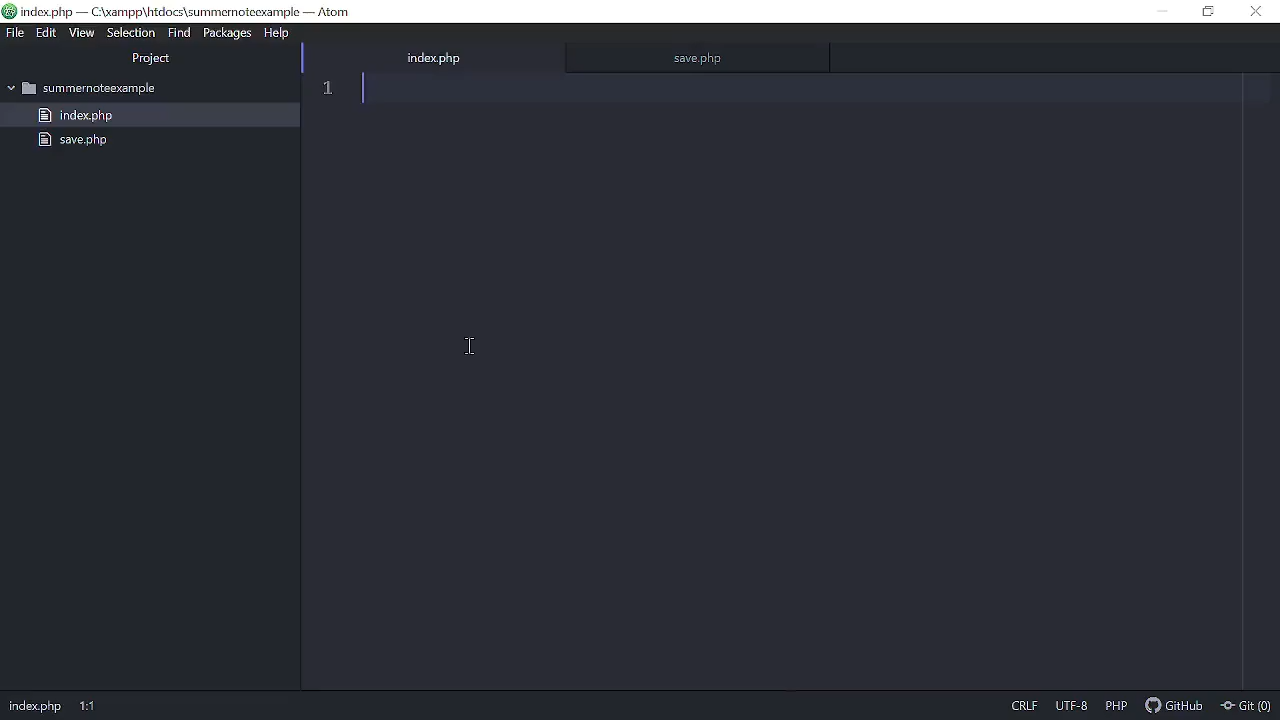 index.php — C:\xampp\htdocs\summernoteexample — Atom
File Edit View Selection Find Packages Help
Project
index.php
save.php
summernoteexample
index.php
save.php
1
index.php 1:1
CRLF UTF-8 PHP GitHub Git (0)